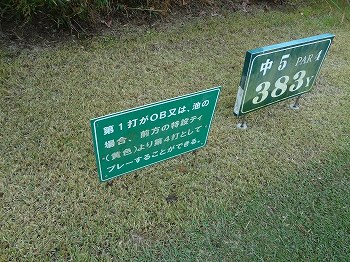 中5 PAR 4
383Y
第1打がOB又は、池の
場合、前方の特設ティ
-(黄色)より第4打として
プレーすることができる。